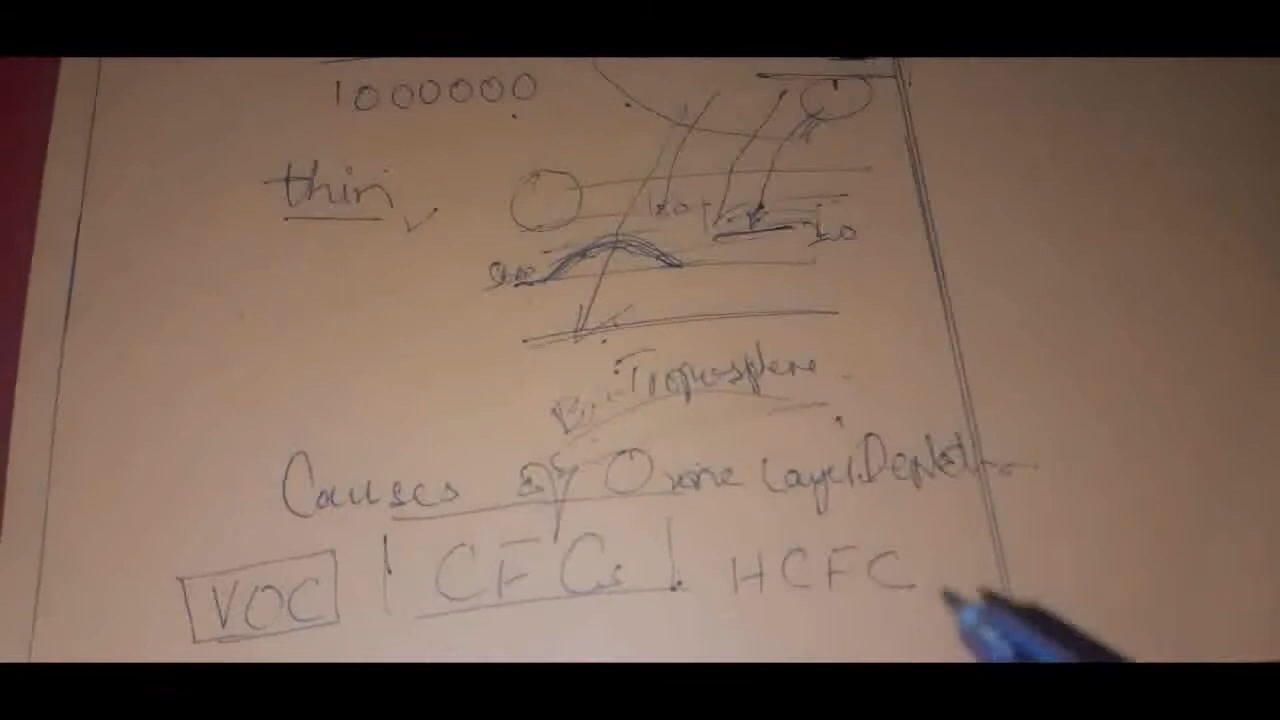 1000000
thin
Troposphere
Causes of Ozone Layer Depletion
VOC CFCs HCFC